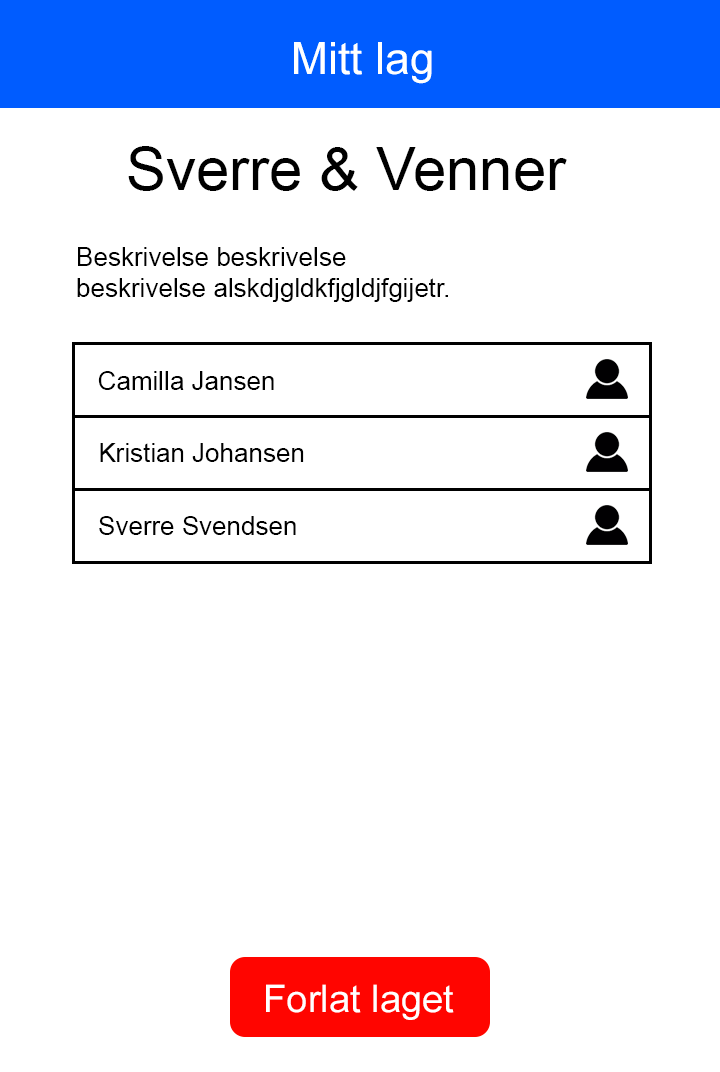 Mitt lag
Sverre & Venner
Beskrivelse beskrivelse
beskrivelse alskdjgldkfjgldjfgijetr.
Camilla Jansen
Kristian Johansen
Sverre Svendsen
Forlat laget